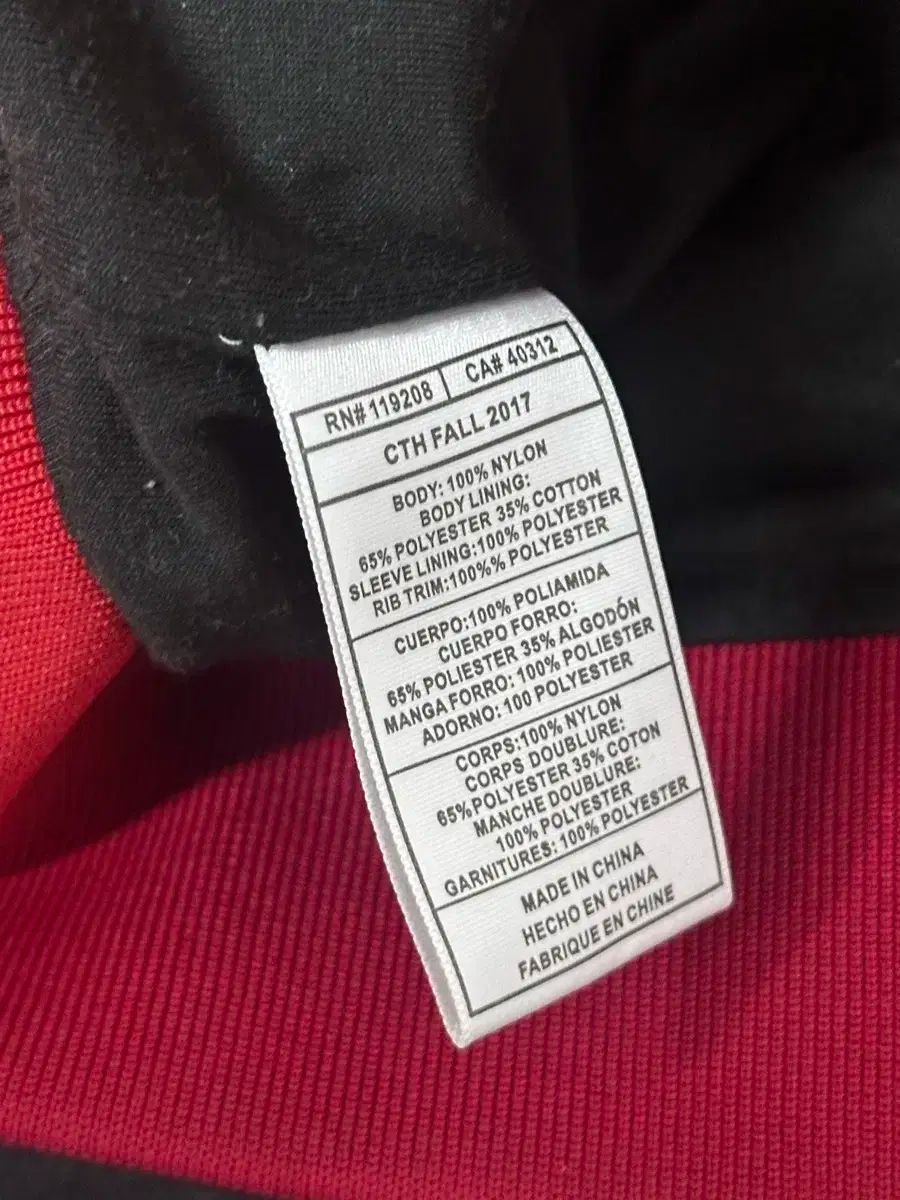 RN# 119208 CA# 40312
CTH FALL 2017
BODY: 100% NYLON
BODY LINING:
65% POLYESTER 35% COTTON
SLEEVE LINING:100% POLYESTER
RIB TRIM:100%% POLYESTER
CUERPO:100% POLIAMIDA
CUERPO FORRO:
65% POLIESTER 35% ALGODÓN
MANGA FORRO: 100% POLIESTER
ADORNO: 100 POLYESTER
CORPS:100% NYLON
CORPS DOUBLURE:
65%POLYESTER 35% COTON
MANCHE DOUBLURE:
100% POLYESTER
GARNITURES: 100% POLYESTER
MADE IN CHINA
HECHO EN CHINA
FABRIQUE EN CHINE